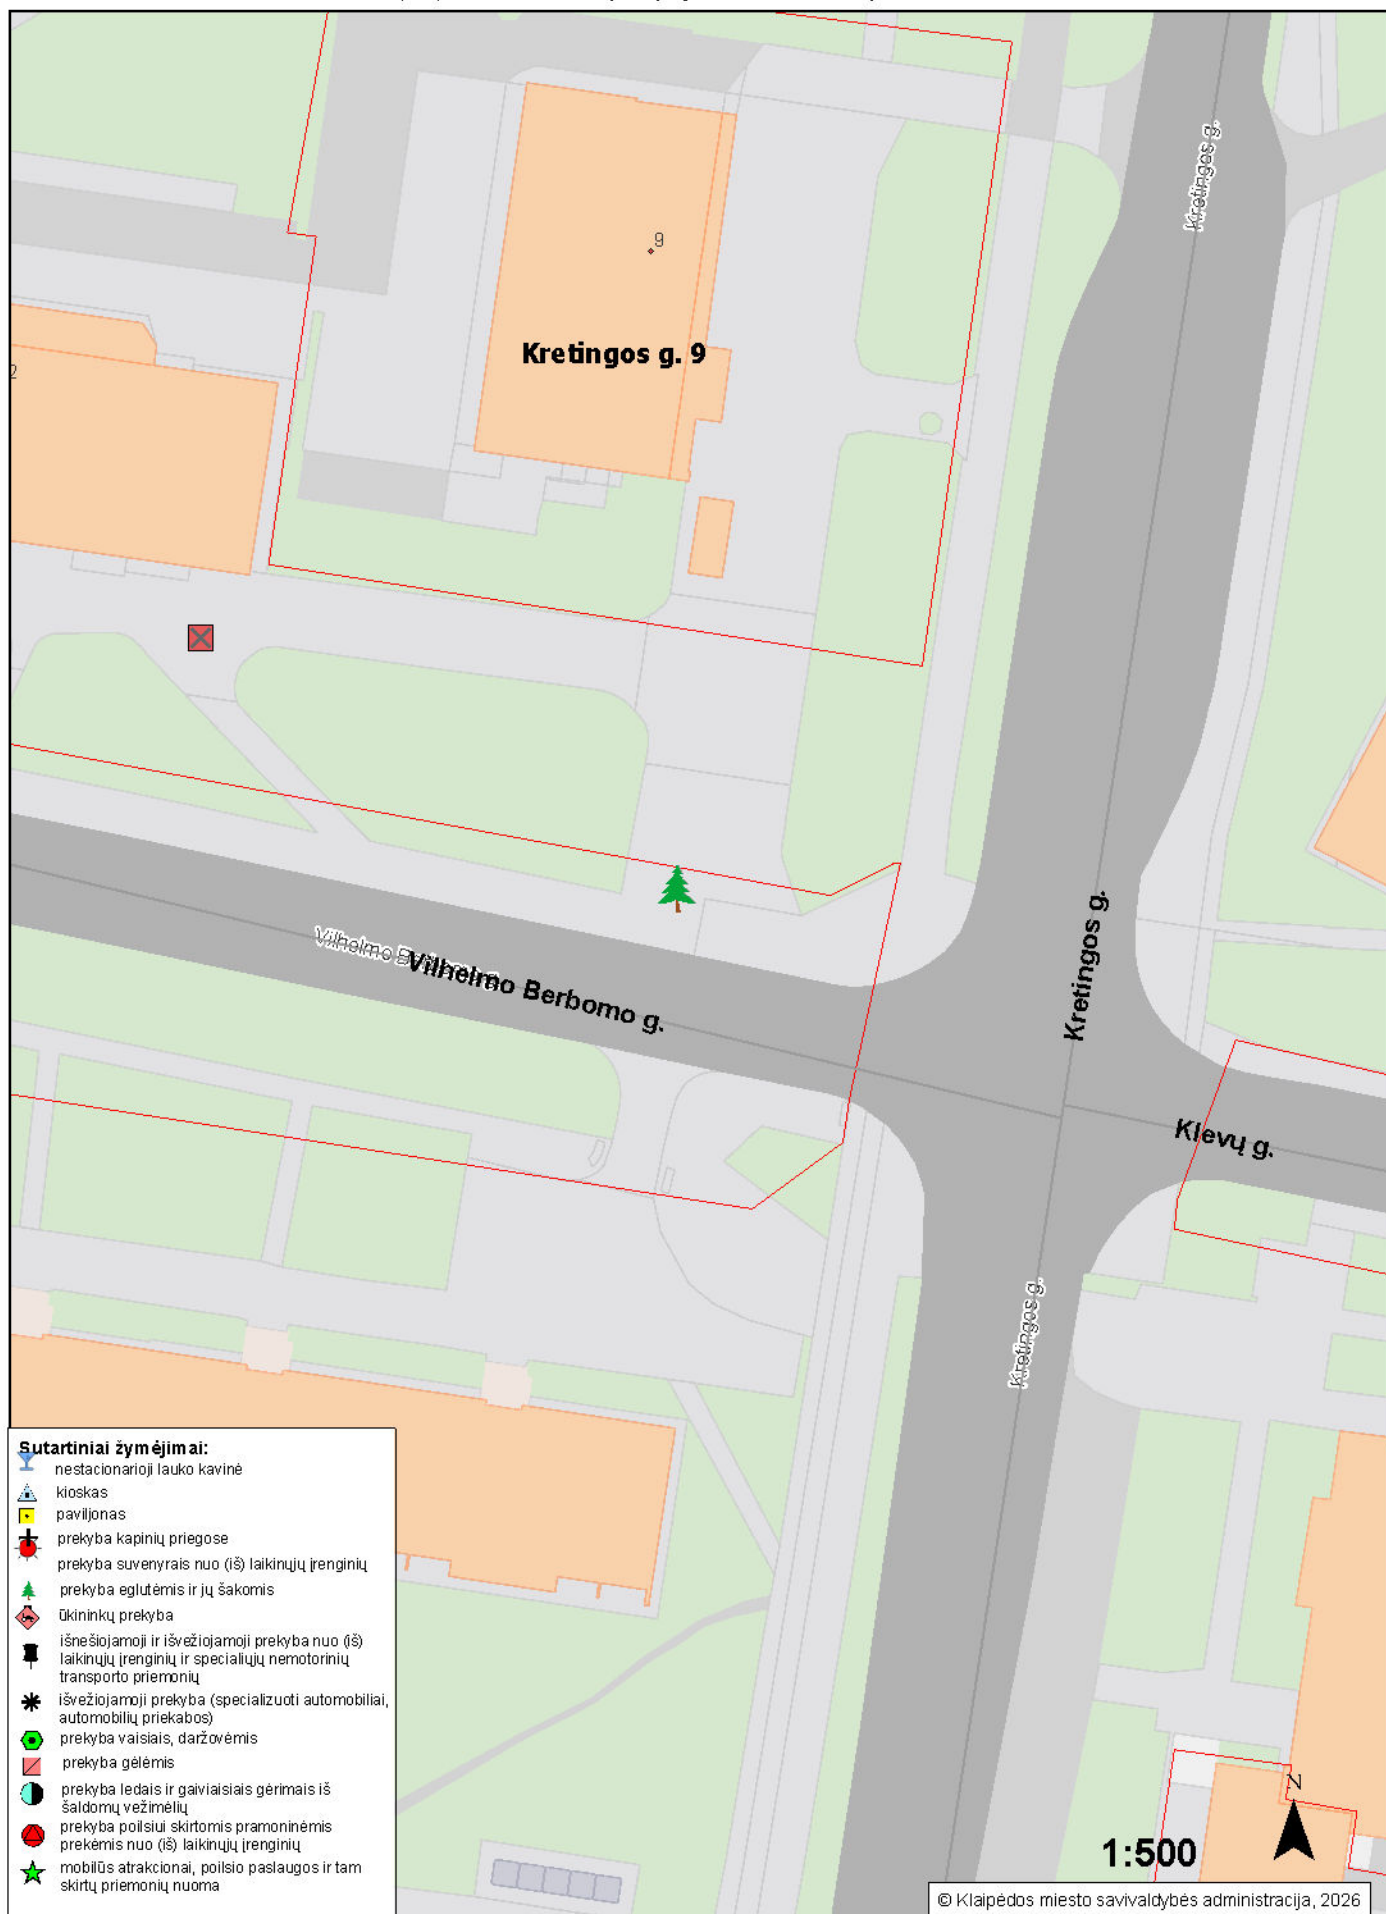 Kretingos g.
9
Kretingos g. 9
2
Vilhelmo Berbomo g.
Kretingos g.
Klevų g.
Kretingos g.
Sutartiniai žymėjimai:
nestacionarioji lauko kavinė
kioskas
paviljonas
prekyba kapinių priegose
prekyba suvenyrais nuo (iš) laikinųjų įrenginių
prekyba eglutėmis ir jų šakomis
ūkininkų prekyba
išnešiojamoji ir išvežiojamoji prekyba nuo (iš)
laikinųjų įrenginių ir specialiųjų nemotorinių
transporto priemonių
išvežiojamoji prekyba (specializuoti automobiliai,
automobilių priekabos)
prekyba vaisiais, daržovėmis
prekyba gėlėmis
prekyba ledais ir gaiviaisiais gėrimais iš
šaldomų vežimėlių
prekyba poilsiui skirtomis pramoninėmis
prekėmis nuo (iš) laikinųjų įrenginių
mobilūs atrakcionai, poilsio paslaugos ir tam
skirtų priemonių nuoma
N
1:500
© Klaipėdos miesto savivaldybės administracija, 2026